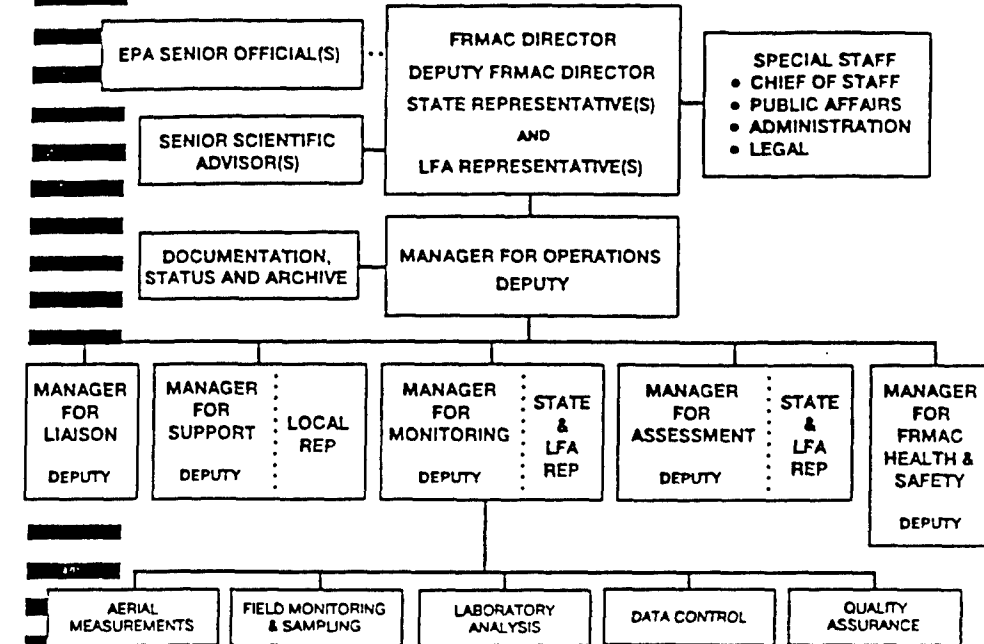 EPA SENIOR OFFICIAL(S)
FRMAC DIRECTOR
DEPUTY FRMAC DIRECTOR
STATE REPRESENTATIVE(S)
AND
LFA REPRESENTATIVE(S)
SPECIAL STAFF
• CHIEF OF STAFF
• PUBLIC AFFAIRS
• ADMINISTRATION
• LEGAL
SENIOR SCIENTIFIC
ADVISOR(S)
DOCUMENTATION,
STATUS AND ARCHIVE
MANAGER FOR OPERATIONS
DEPUTY
MANAGER
FOR
LIAISON
DEPUTY
MANAGER
FOR
SUPPORT
DEPUTY
LOCAL
REP
MANAGER
FOR
MONITORING
DEPUTY
STATE
&
LFA
REP
MANAGER
FOR
ASSESSMENT
DEPUTY
STATE
&
LFA
REP
MANAGER
FOR
FRMAC
HEALTH &
SAFETY
DEPUTY
AERIAL
MEASUREMENTS
FIELD MONITORING
& SAMPLING
LABORATORY
ANALYSIS
DATA CONTROL
QUALITY
ASSURANCE